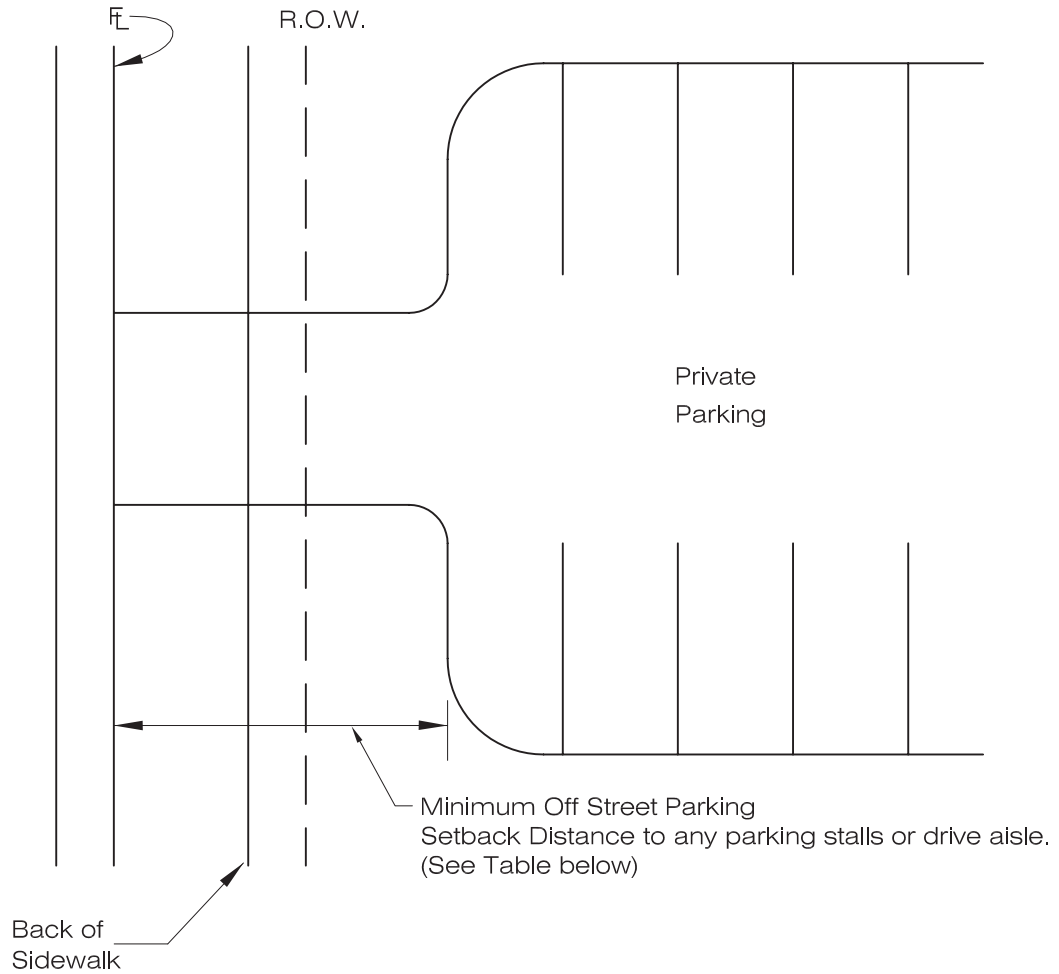 FL
R.O.W.
Private
Parking
Minimum Off Street Parking
Setback Distance to any parking stalls or drive aisle.
(See Table below)
Back of
Sidewalk